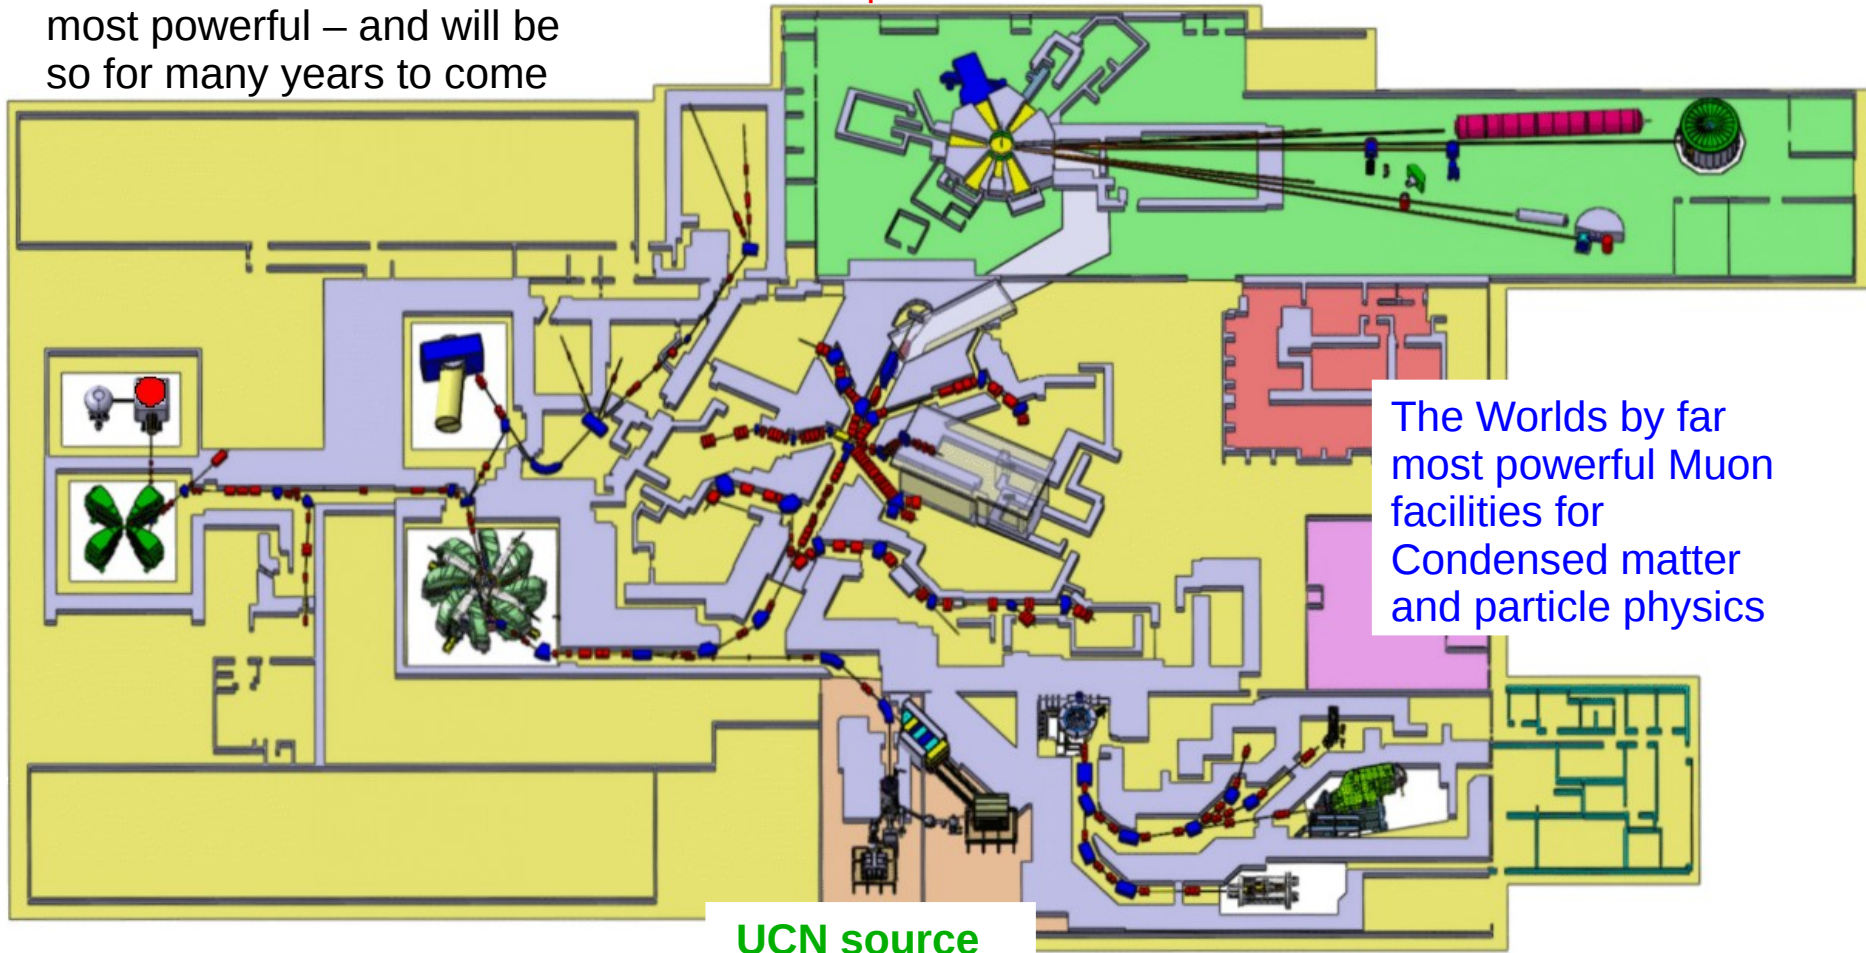 most powerful – and will be
so for many years to come
The Worlds by far
most powerful Muon
facilities for
Condensed matter
and particle physics
UCN source